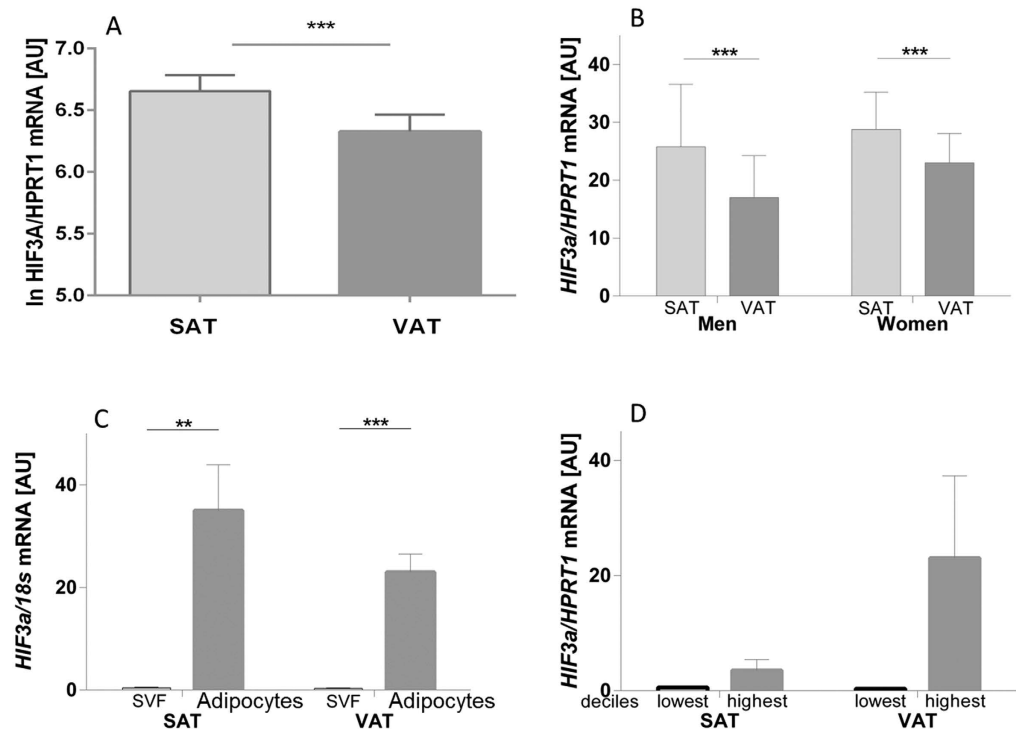 A
***
ln HIF3A/HPRT1 mRNA [AU]
7.0
6.5
6.0
5.5
5.0
SAT VAT
B
*** ***
HIF3a/HPRT1 mRNA [AU]
40
30
20
10
0
SAT VAT SAT VAT
Men Women
C
** ***
HIF3a/18s mRNA [AU]
40
20
0
SVF Adipocytes SVF Adipocytes
SAT VAT
D
HIF3a/HPRT1 mRNA [AU]
40
20
0
deciles lowest highest lowest highest
SAT VAT